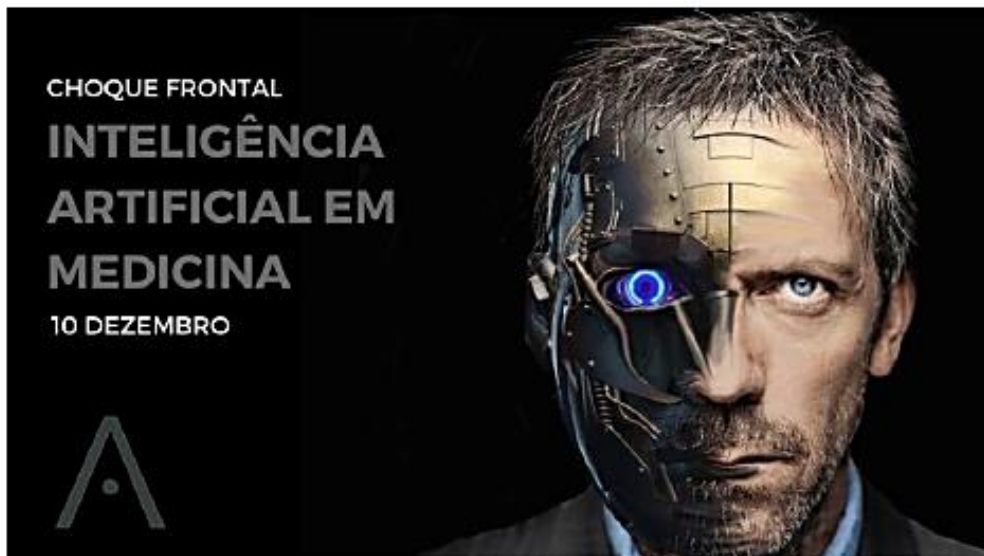 CHOQUE FRONTAL
INTELIGÊNCIA
ARTIFICIAL EM
MEDICINA
10 DEZEMBRO